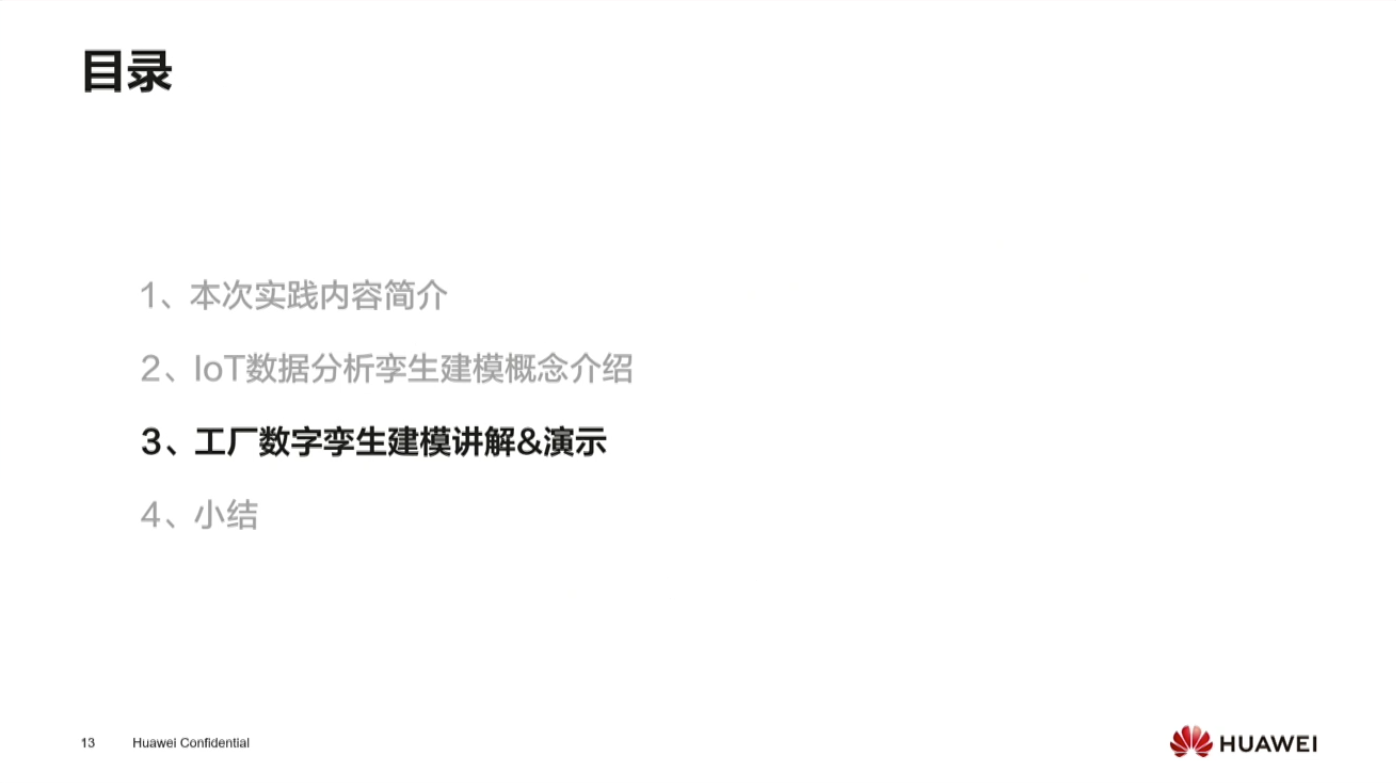 目录
1、本次实践内容简介
2、IoT数据分析孪生建模概念介绍
3、工厂数字孪生建模讲解&演示
4、小结
13 Huawei Confidential
HUAWEI